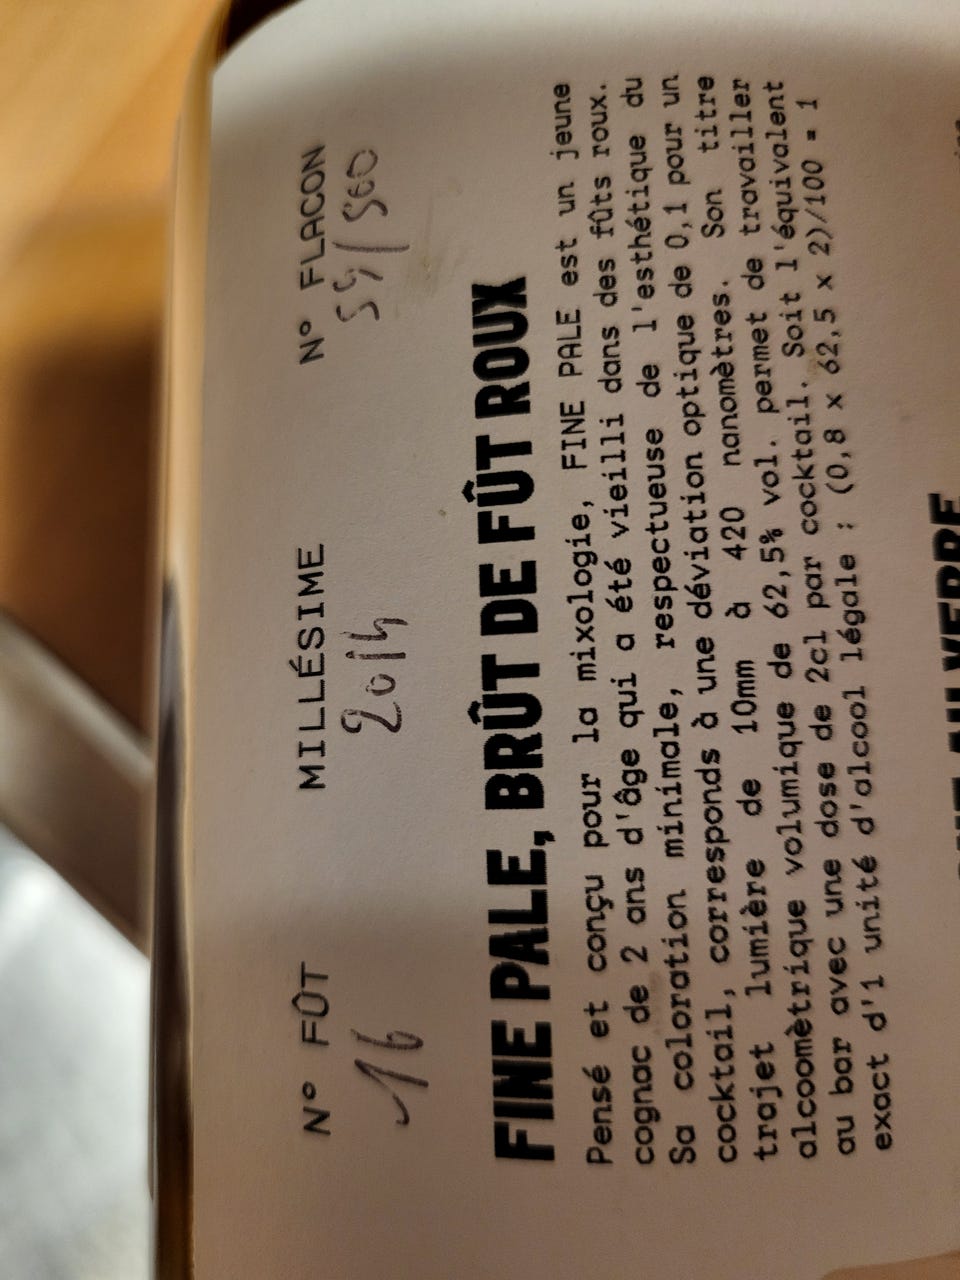 N° FÛT MILLÉSIME N° FLACON
16 2014 59/500
FINE PALE, BRÛT DE FÛT ROUX
Pensé et conçu pour la mixologie, FINE PALE est un jeune
cognac de 2 ans d'âge qui a été vieilli dans des fûts roux.
Sa coloration minimale, respectueuse de l'esthétique du
cocktail, corresponds à une déviation optique de 0,1 pour un
trajet lumière de 10mm à 420 nanomètres. Son titre
alcoomètrique volumique de 62,5% vol. permet de travailler
au bar avec une dose de 2cl par cocktail. Soit l'équivalent
exact d'1 unité d'alcool légale : (0,8 x 62,5 x 2)/100 = 1